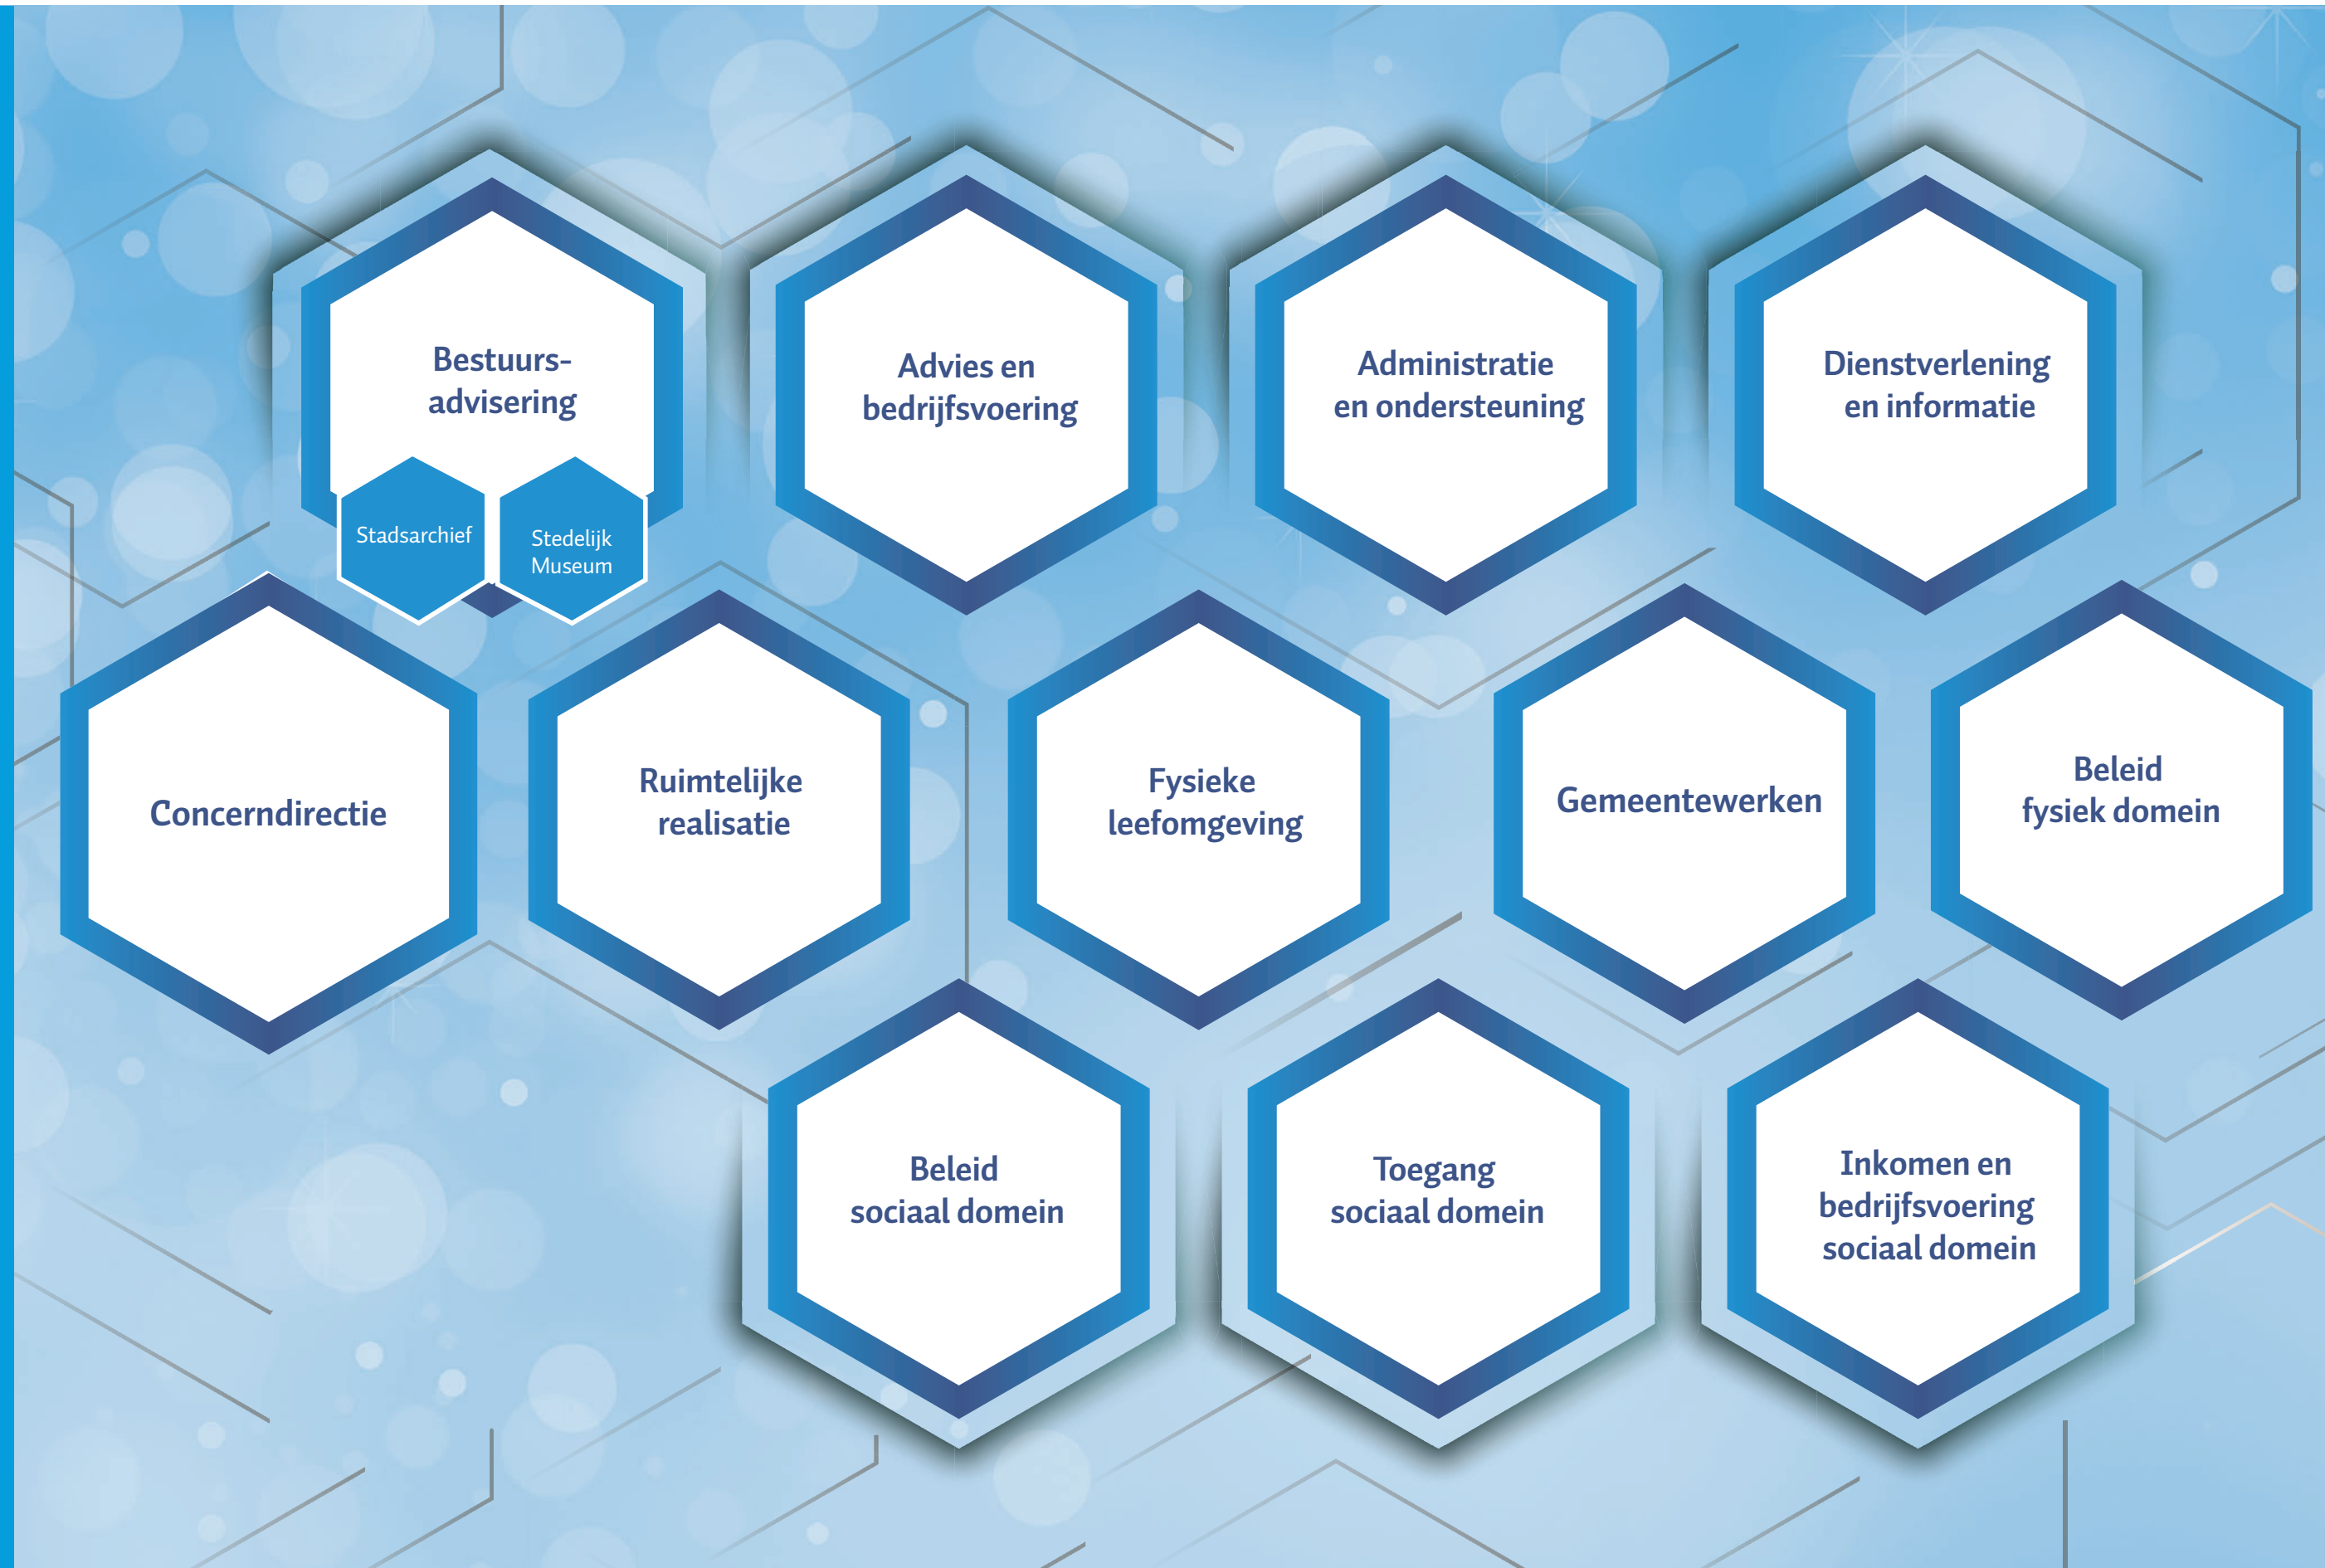 Bestuurs-
advisering
Stadsarchief
Stedelijk
Museum
Advies en
bedrijfsvoering
Administratie
en ondersteuning
Dienstverlening
en informatie
Concerndirectie
Ruimtelijke
realisatie
Fysieke
leefomgeving
Gemeentewerken
Beleid
fysiek domein
Beleid
sociaal domein
Toegang
sociaal domein
Inkomen en
bedrijfsvoering
sociaal domein